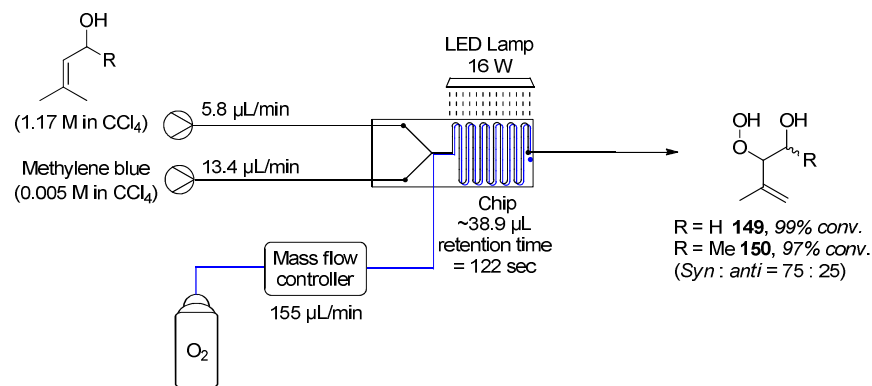 OH
R
(1.17 M in CCl4)
5.8 µL/min
Methylene blue
(0.005 M in CCl4)
13.4 µL/min
LED Lamp
16 W
Chip
~38.9 µL
retention time
= 122 sec
Mass flow
controller
155 µL/min
O2
OH
O
OH
R
R = H 149, 99% conv.
R = Me 150, 97% conv.
(Syn : anti = 75 : 25)